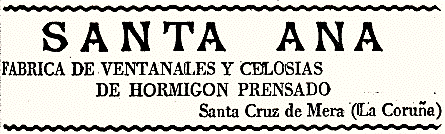 SANTA ANA
FABRICA DE VENTANALES Y CELOSIAS
DE HORMIGON PRENSADO
Santa Cruz de Mera (La Coruña)